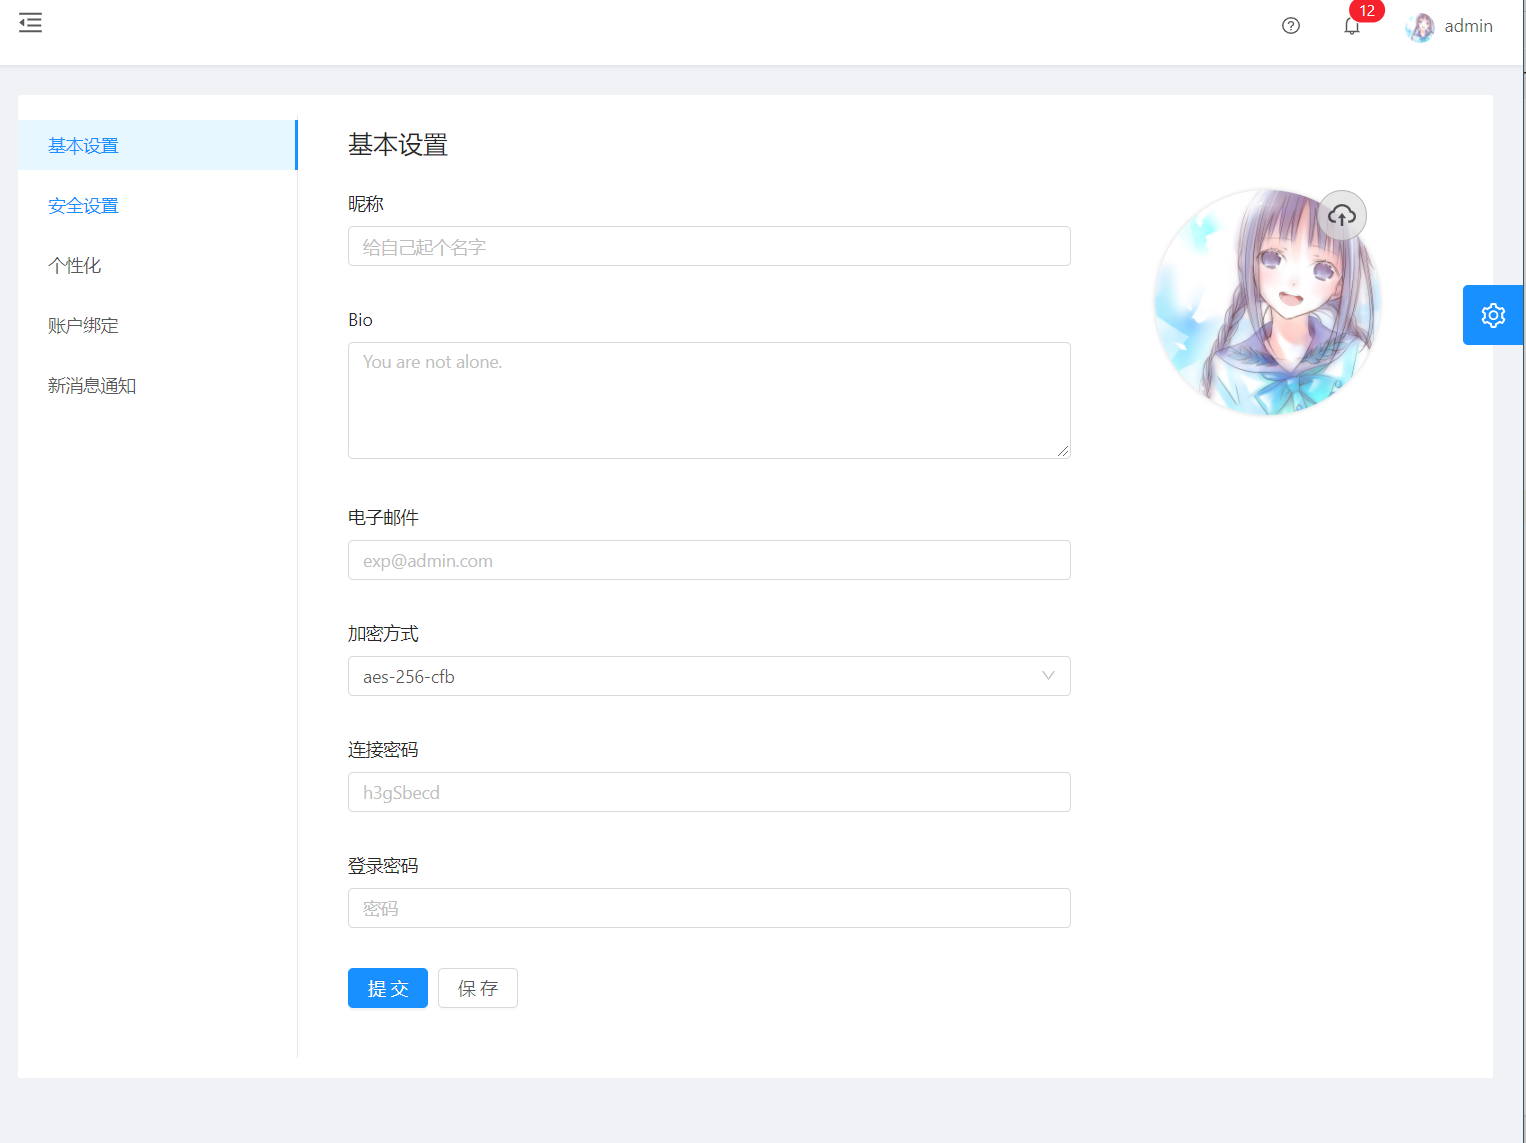 12
admin
基本设置
安全设置
个性化
账户绑定
新消息通知
基本设置
昵称
给自己起个名字
Bio
You are not alone.
电子邮件
exp@admin.com
加密方式
aes-256-cfb
连接密码
h3gSbecd
登录密码
密码
提 交
保 存